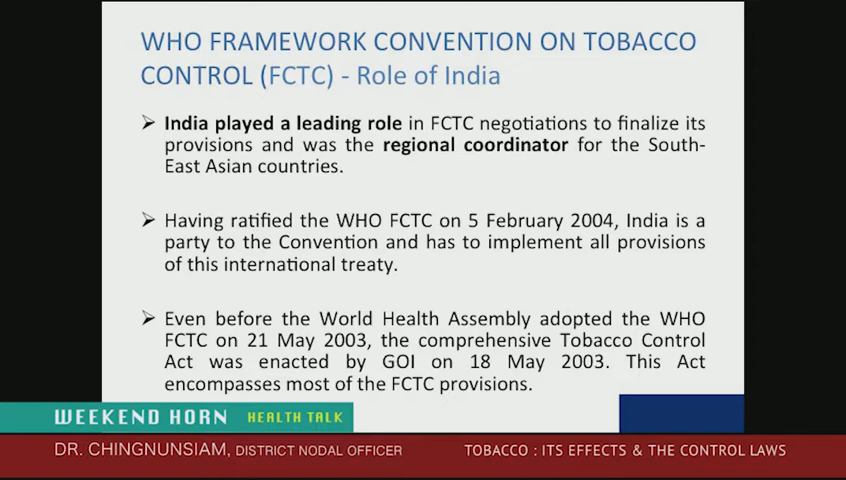 WHO FRAMEWORK CONVENTION ON TOBACCO
CONTROL (FCTC) - Role of India
➢ India played a leading role in FCTC negotiations to finalize its
provisions and was the regional coordinator for the South-
East Asian countries.
➢ Having ratified the WHO FCTC on 5 February 2004, India is a
party to the Convention and has to implement all provisions
of this international treaty.
➢ Even before the World Health Assembly adopted the WHO
FCTC on 21 May 2003, the comprehensive Tobacco Control
Act was enacted by GOI on 18 May 2003. This Act
encompasses most of the FCTC provisions.
WEEKEND HORN HEALTH TALK
DR. CHINGNUNSIAM, DISTRICT NODAL OFFICER TOBACCO : ITS EFFECTS & THE CONTROL LAWS